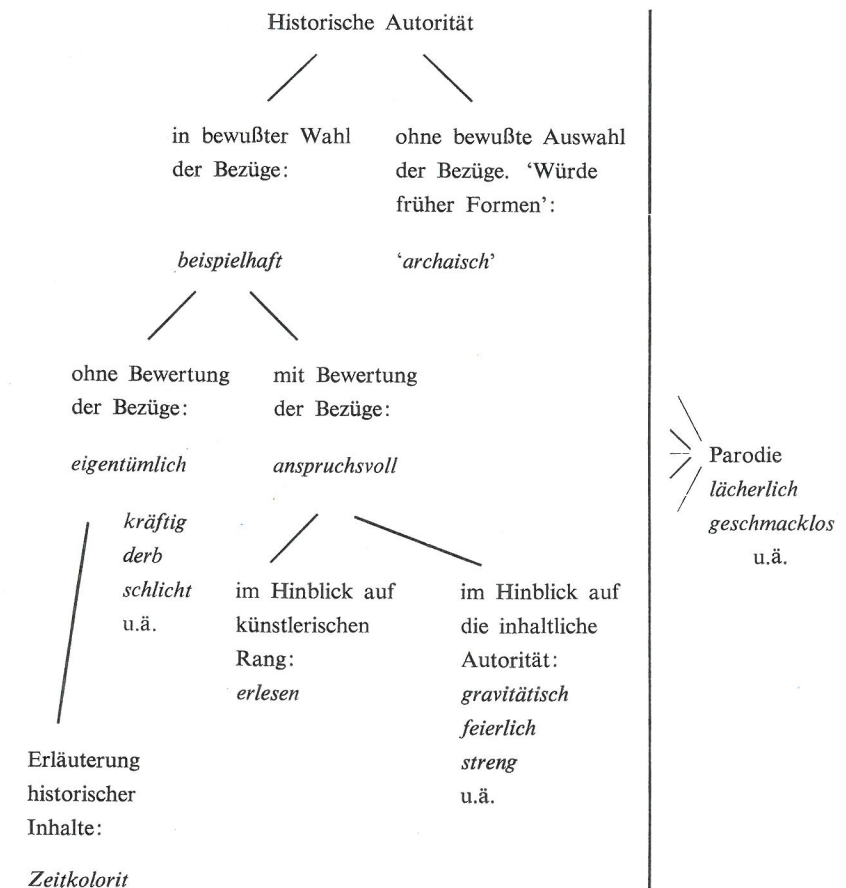 Historische Autorität
in bewußter Wahl
der Bezüge:
ohne bewußte Auswahl
der Bezüge. ‘Würde
früher Formen’:
beispielhaft
‘archaisch’
ohne Bewertung
der Bezüge:
mit Bewertung
der Bezüge:
eigentümlich
anspruchsvoll
kräftig
derb
schlicht
u.ä.
im Hinblick auf
künstlerischen
Rang:
erlesen
im Hinblick auf
die inhaltliche
Autorität:
gravitätisch
feierlich
streng
u.ä.
Erläuterung
historischer
Inhalte:
Zeitkolorit
Parodie
lächerlich
geschmacklos
u.ä.